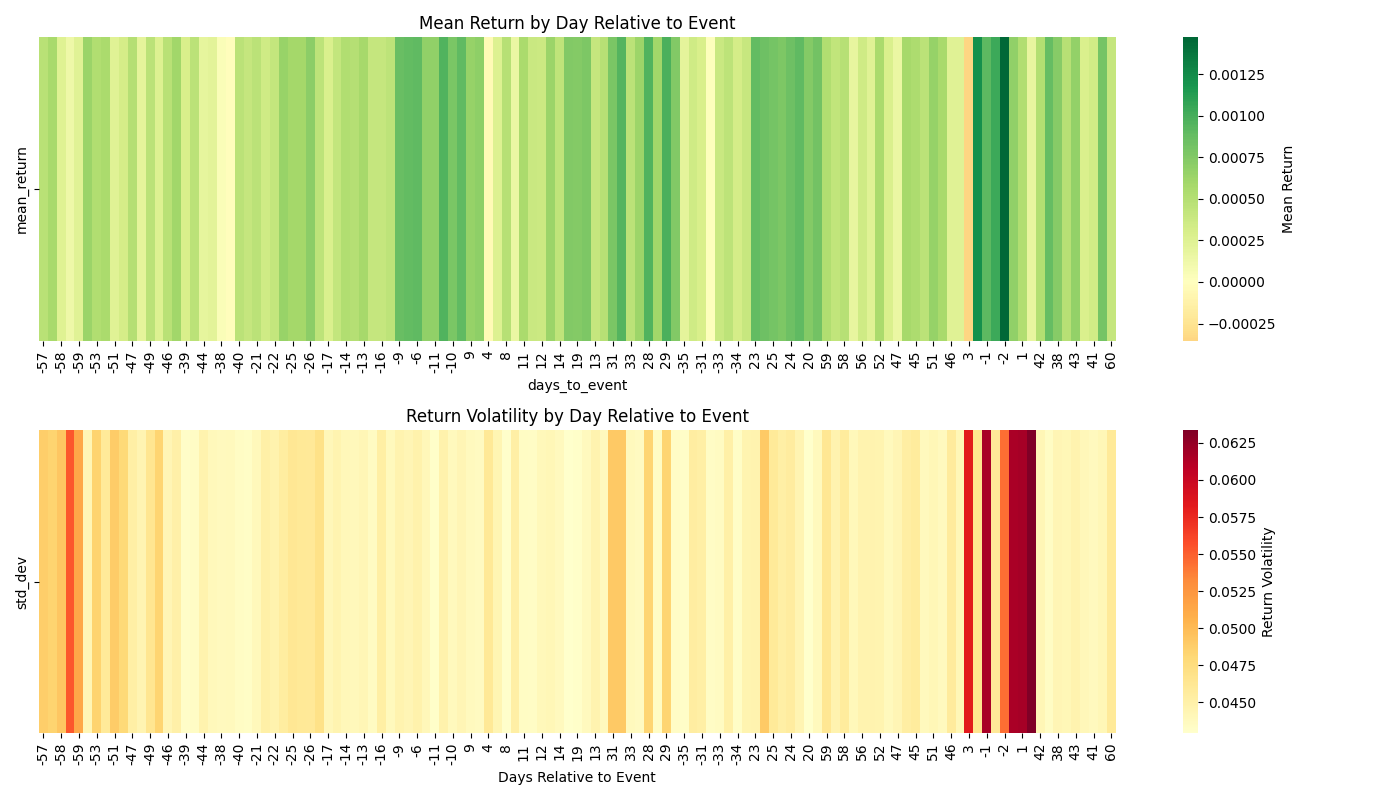 Mean Return by Day Relative to Event
mean_return
-57 -58 -59 -53 -51 -47 -49 -46 -39 -44 -38 -40 -21 -22 -25 -26 -17 -14 -13 -16 -9 -6 -11 -10 9 4 8 11 12 14 19 13 31 33 28 29 -35 -31 -33 -34 23 25 24 20 59 58 56 52 47 45 51 46 3 -1 -2 1 42 38 43 41 60
days_to_event
0.00125
0.00100
0.00075
0.00050
0.00025
0.00000
−0.00025
Mean Return
Return Volatility by Day Relative to Event
std_dev
-57 -58 -59 -53 -51 -47 -49 -46 -39 -44 -38 -40 -21 -22 -25 -26 -17 -14 -13 -16 -9 -6 -11 -10 9 4 8 11 12 14 19 13 31 33 28 29 -35 -31 -33 -34 23 25 24 20 59 58 56 52 47 45 51 46 3 -1 -2 1 42 38 43 41 60
Days Relative to Event
0.0625
0.0600
0.0575
0.0550
0.0525
0.0500
0.0475
0.0450
Return Volatility